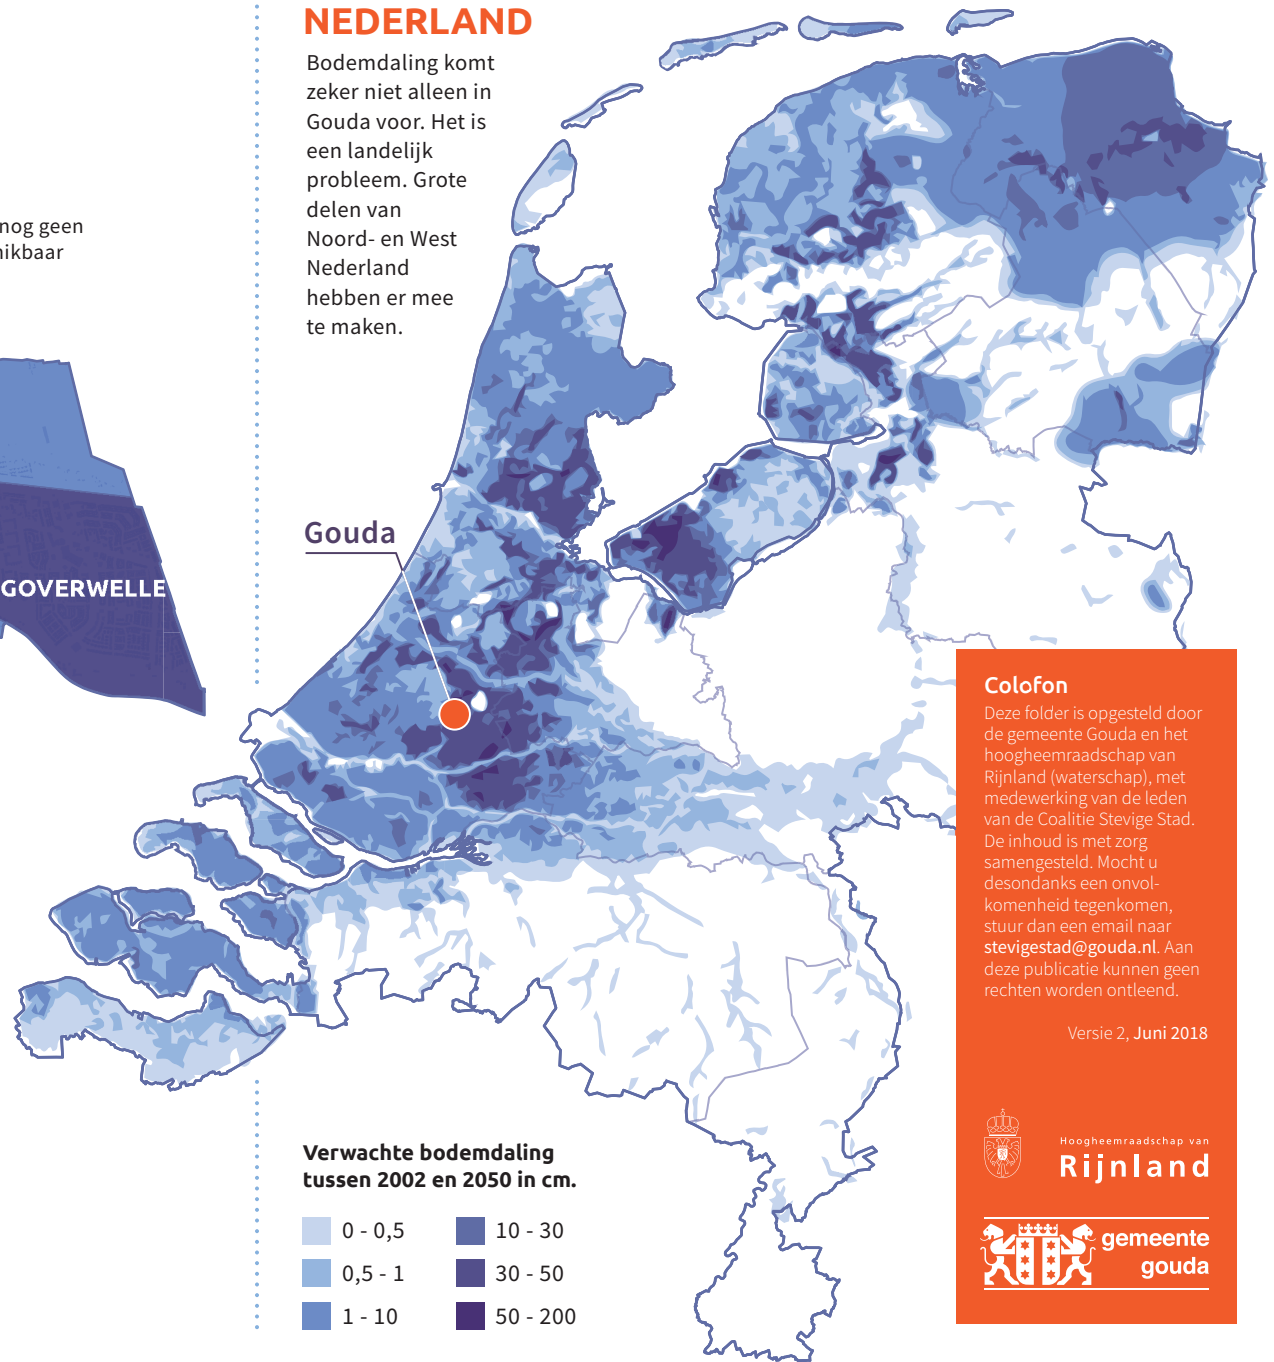 NEDERLAND
Bodemdaling komt
zeker niet alleen in
Gouda voor. Het is
een landelijk
probleem. Grote
delen van
Noord- en West
Nederland
hebben er mee
te maken.
nog geen
GOVERWELLE
Gouda
Verwachte bodemdaling
tussen 2002 en 2050 in cm.
0 - 0,5
0,5 - 1
1 - 10
10 - 30
30 - 50
50 - 200
Colofon
Deze folder is opgesteld door
de gemeente Gouda en het
hoogheemraadschap van
Rijnland (waterschap), met
medewerking van de leden
van de Coalitie Stevige Stad.
De inhoud is met zorg
samengesteld. Mocht u
desondanks een onvol-
komenheid tegenkomen,
stuur dan een email naar
stevigestad@gouda.nl. Aan
deze publicatie kunnen geen
rechten worden ontleend.
Versie 2, Juni 2018
Hoogheemraadschap van
Rijnland
gemeente
gouda